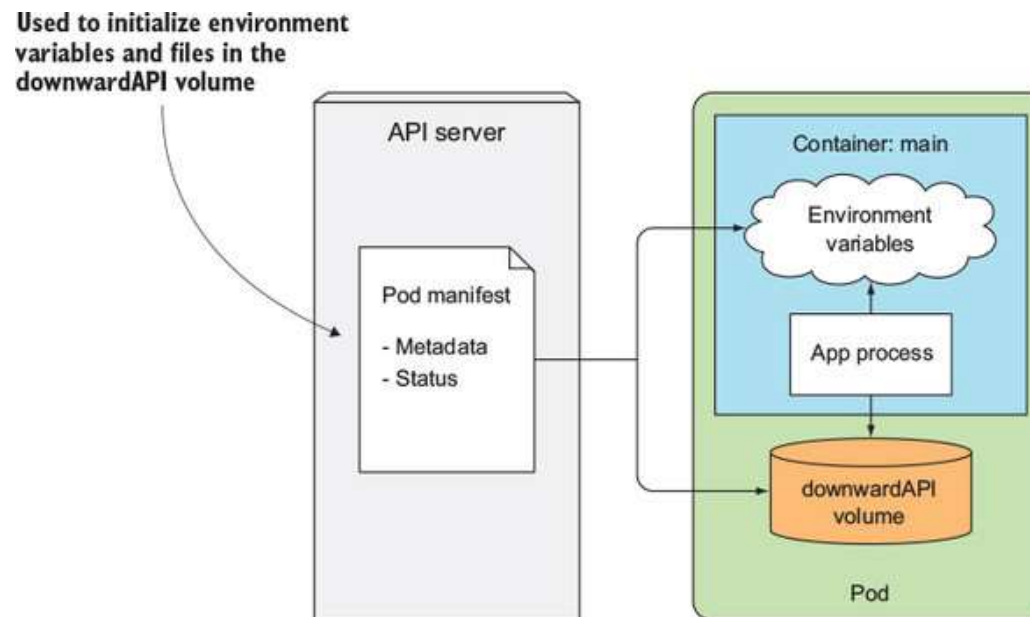 Used to initialize environment
variables and files in the
downwardAPI volume
API server
Pod manifest
- Metadata
- Status
Container: main
Environment
variables
App process
downwardAPI
volume
Pod